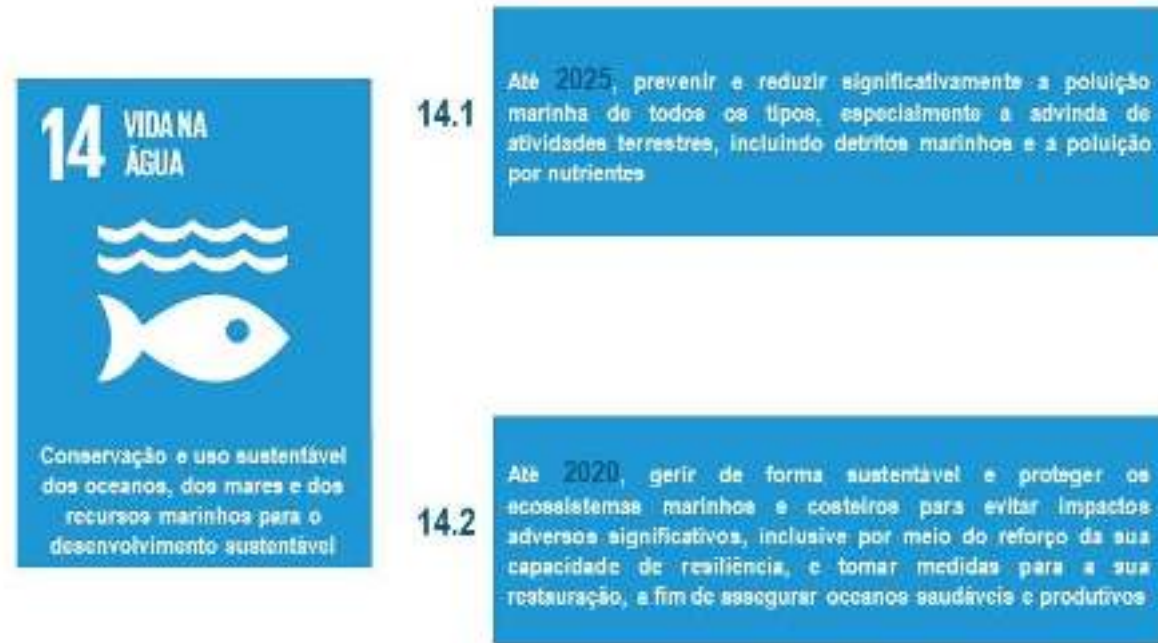 14 VIDA NA
ÁGUA
Conservação e uso sustentável
dos oceanos, dos mares e dos
recursos marinhos para o
desenvolvimento sustentável
14.1
Até 2025, prevenir e reduzir significativamente a poluição
marinha de todos os tipos, especialmente a advinda de
atividades terrestres, incluindo detritos marinhos e a poluição
por nutrientes
14.2
Até 2020, gerir de forma sustentável e proteger os
ecossistemas marinhos e costeiros para evitar impactos
adversos significativos, inclusive por meio do reforço da sua
capacidade de resiliência, e tomar medidas para a sua
restauração, a fim de assegurar oceanos saudáveis e produtivos